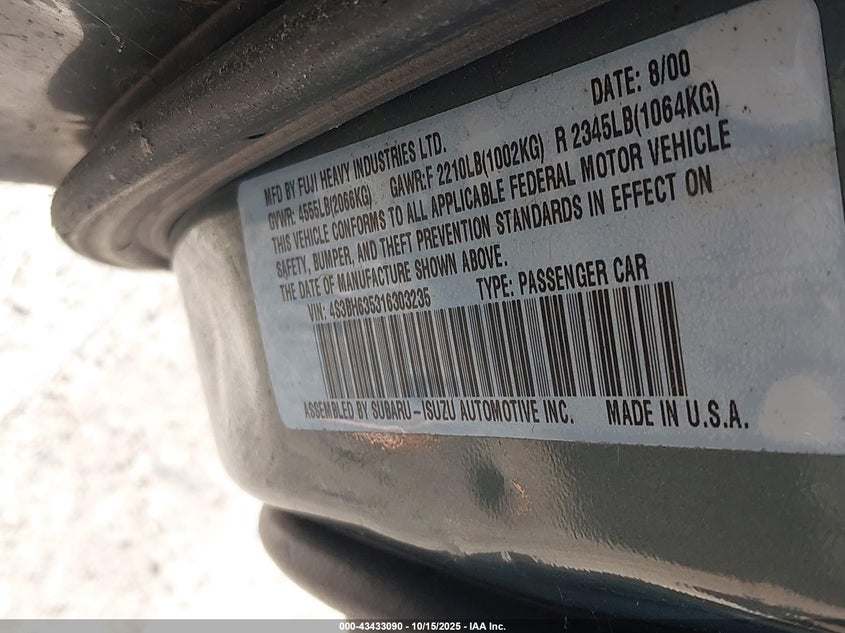 MFD BY FUJI HEAVY INDUSTRIES LTD. DATE: 8/00
GVWR: 4555LB(2066KG) GAWR:F 2210LB(1002KG) R 2345LB(1064KG)
THIS VEHICLE CONFORMS TO ALL APPLICABLE FEDERAL MOTOR VEHICLE
SAFETY, BUMPER, AND THEFT PREVENTION STANDARDS IN EFFECT ON
THE DATE OF MANUFACTURE SHOWN ABOVE.
VIN: 4S3BH635316303235 TYPE: PASSENGER CAR
ASSEMBLED BY SUBARU-ISUZU AUTOMOTIVE INC. MADE IN U.S.A.
000-43433090 - 10/15/2025 - IAA Inc.